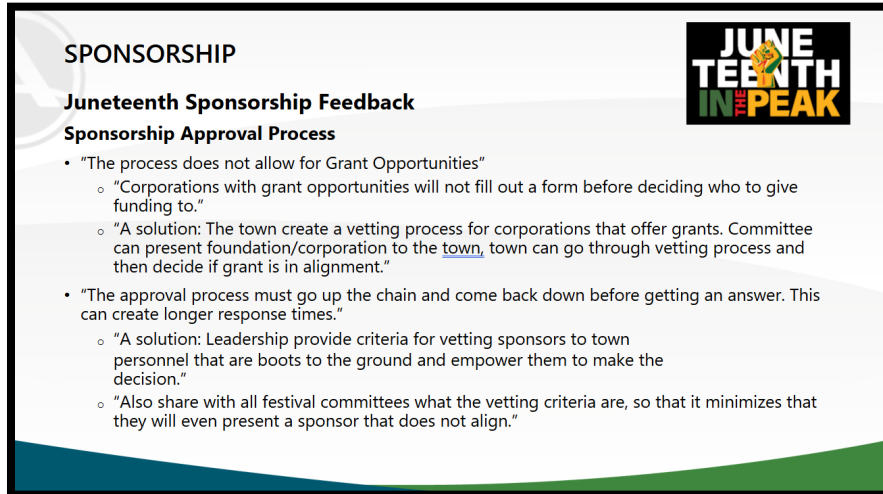 SPONSORSHIP
JUNE
TEENTH
IN THE PEAK
Juneteenth Sponsorship Feedback
Sponsorship Approval Process
• "The process does not allow for Grant Opportunities"
o "Corporations with grant opportunities will not fill out a form before deciding who to give
funding to."
o "A solution: The town create a vetting process for corporations that offer grants. Committee
can present foundation/corporation to the town, town can go through vetting process and
then decide if grant is in alignment."
• "The approval process must go up the chain and come back down before getting an answer. This
can create longer response times."
o "A solution: Leadership provide criteria for vetting sponsors to town
personnel that are boots to the ground and empower them to make the
decision."
o "Also share with all festival committees what the vetting criteria are, so that it minimizes that
they will even present a sponsor that does not align."